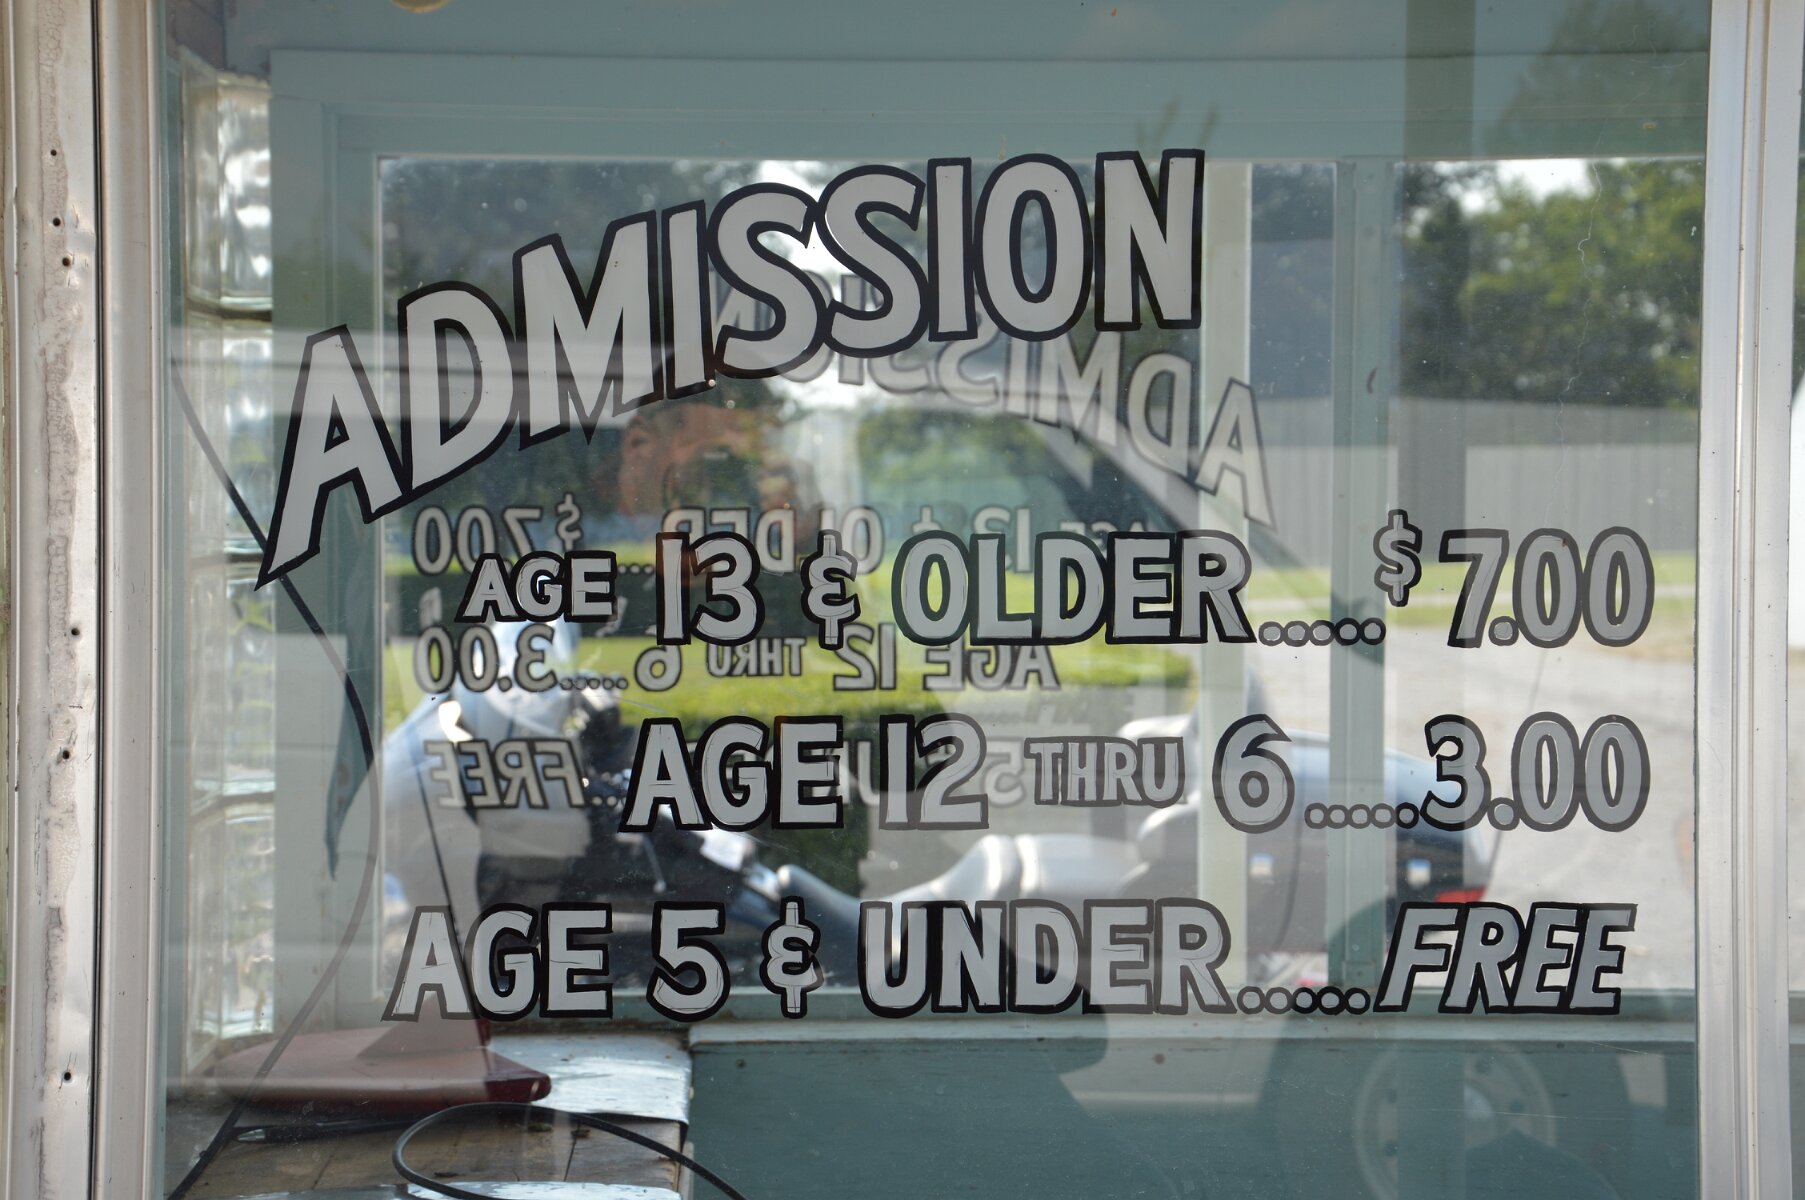 ADMISSION
AGE 13 & OLDER..... $7.00
AGE 12 THRU 6.....3.00
AGE 5 & UNDER.....FREE